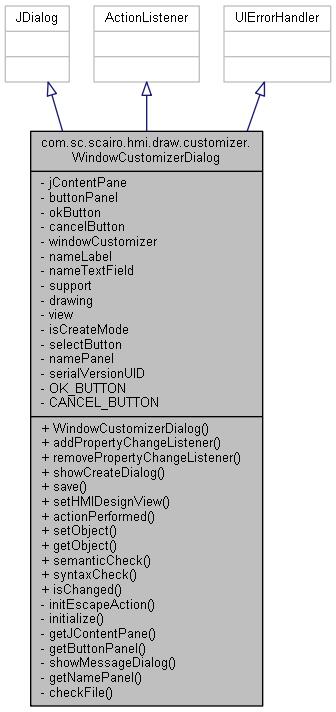 JDialog
ActionListener
UIErrorHandler
com.sc.scairo.hmi.draw.customizer.
WindowCustomizerDialog
- jContentPane
- buttonPanel
- okButton
- cancelButton
- windowCustomizer
- nameLabel
- nameTextField
- support
- drawing
- view
- isCreateMode
- selectButton
- namePanel
- serialVersionUID
- OK_BUTTON
- CANCEL_BUTTON
+ WindowCustomizerDialog()
+ addPropertyChangeListener()
+ removePropertyChangeListener()
+ showCreateDialog()
+ save()
+ setHMIDesignView()
+ actionPerformed()
+ setObject()
+ getObject()
+ semanticCheck()
+ syntaxCheck()
+ isChanged()
- initEscapeAction()
- initialize()
- getJContentPane()
- getButtonPanel()
- showMessageDialog()
- getNamePanel()
- checkFile()